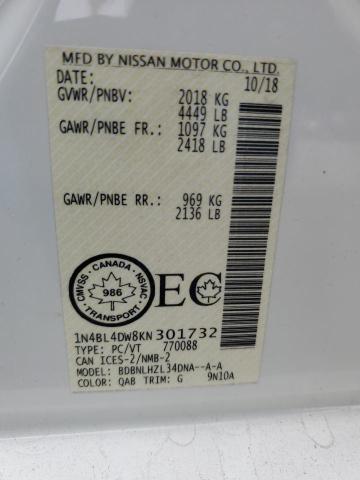 MFD BY NISSAN MOTOR CO., LTD.
DATE: 10/18
GVWR/PNBV: 2018 KG
4449 LB
GAWR/PNBE FR.: 1097 KG
2418 LB
GAWR/PNBE RR.: 969 KG
2136 LB
CANADA
CMVSS NSVAC
986
TRANSPORT
EC
1N4BL4DW8KN301732
TYPE: PC/VT 770088
CAN ICES-2/NMB-2
MODEL: BDBNLHZL34DNA--A-A
COLOR: QAB TRIM: G 9N10A